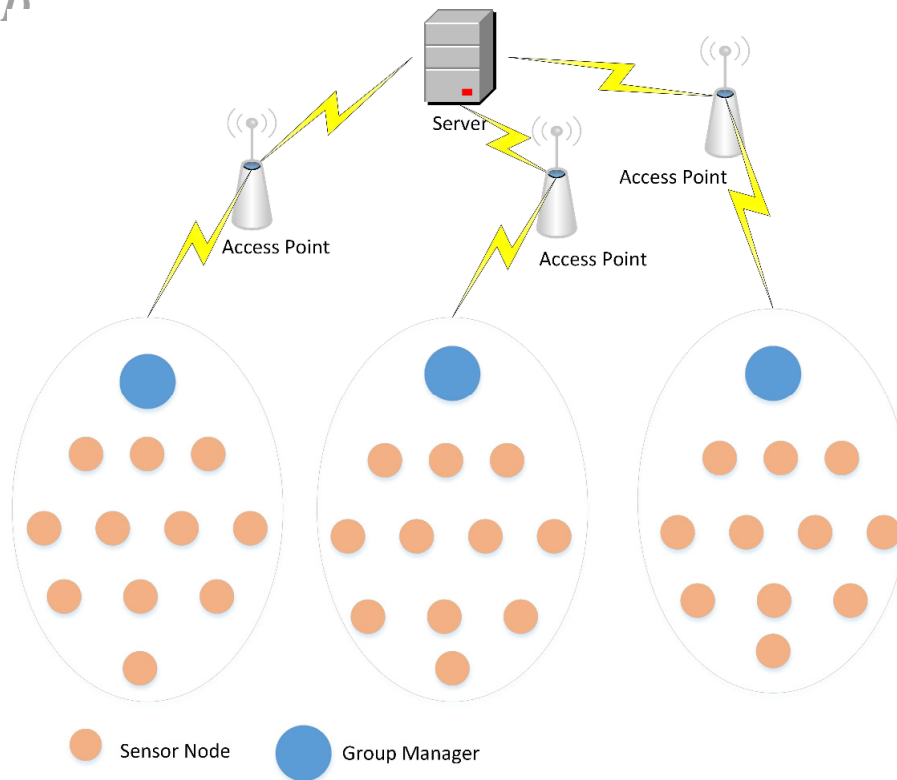 Server
Access Point
Access Point
Access Point
Sensor Node
Group Manager